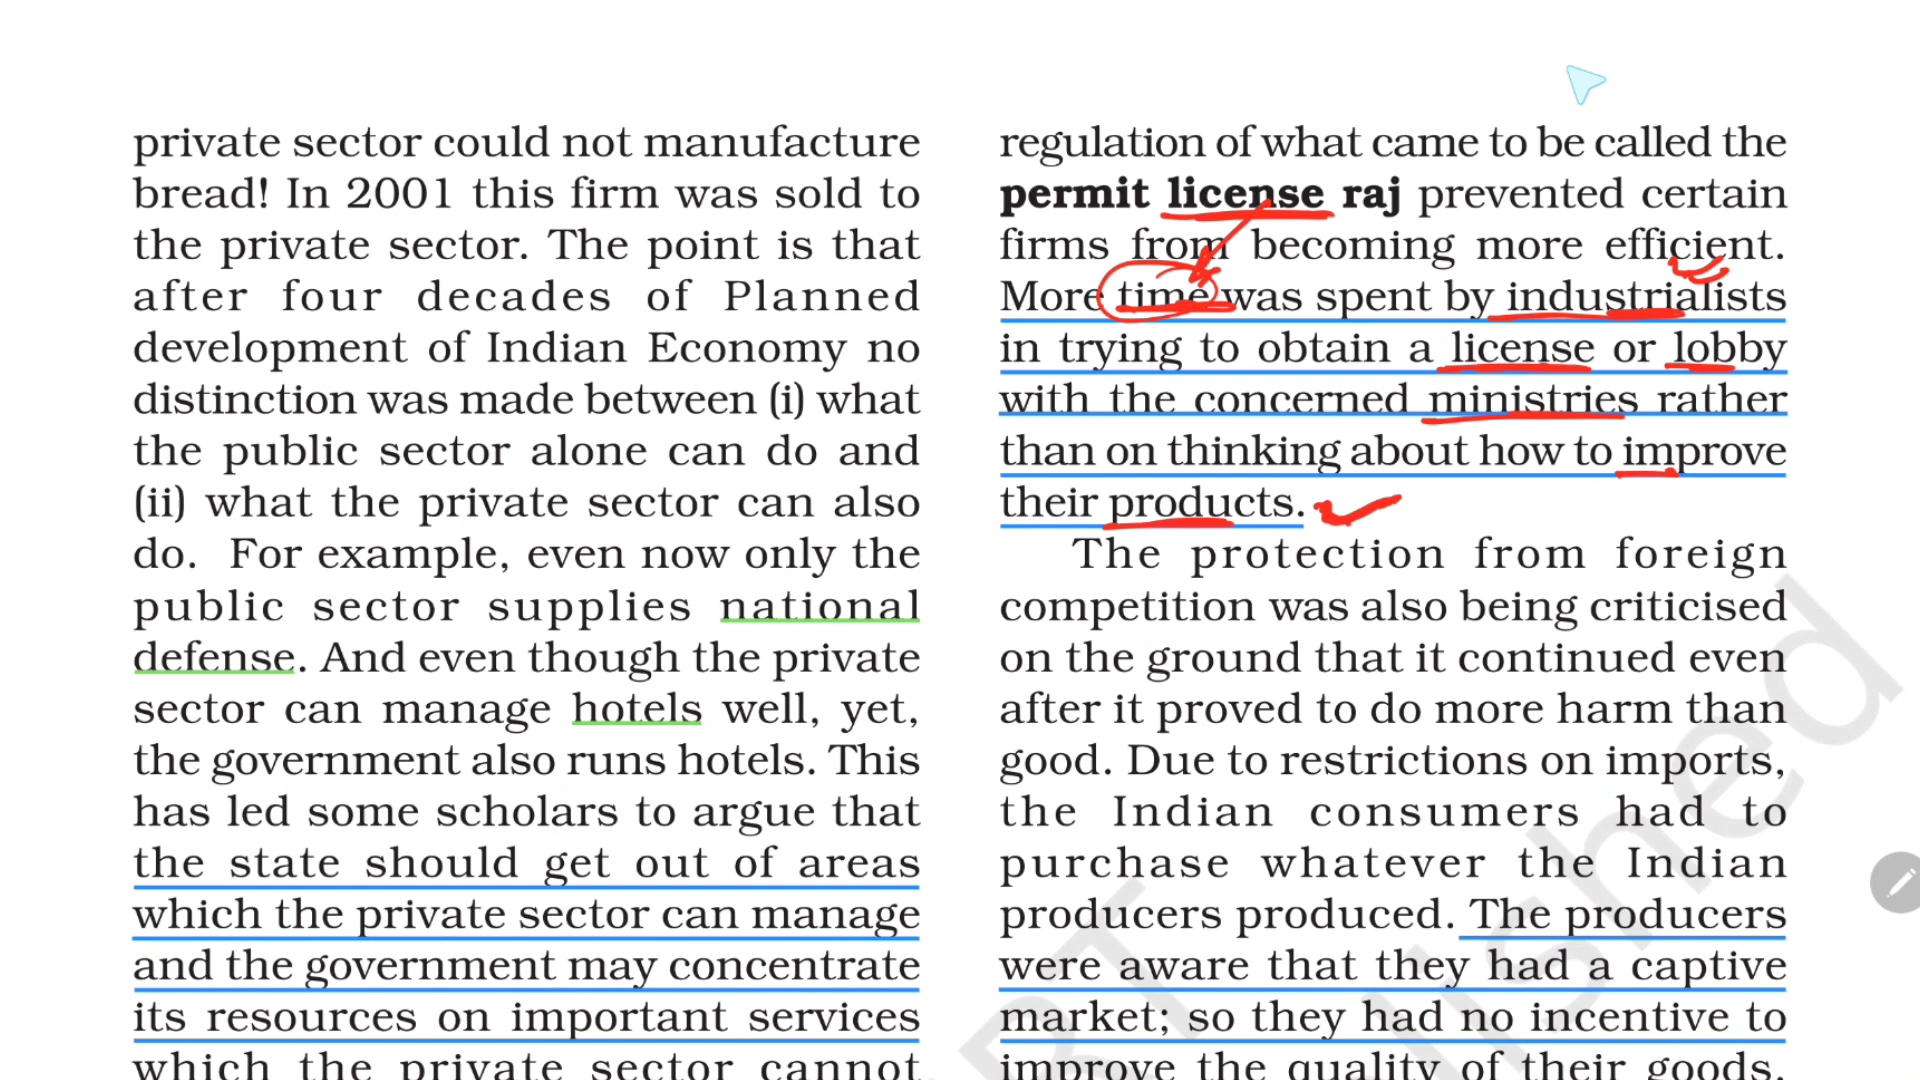 private sector could not manufacture
bread! In 2001 this firm was sold to
the private sector. The point is that
after four decades of Planned
development of Indian Economy no
distinction was made between (i) what
the public sector alone can do and
(ii) what the private sector can also
do. For example, even now only the
public sector supplies national
defense. And even though the private
sector can manage hotels well, yet,
the government also runs hotels. This
has led some scholars to argue that
the state should get out of areas
which the private sector can manage
and the government may concentrate
its resources on important services
which the private sector cannot
regulation of what came to be called the
permit license raj prevented certain
firms from becoming more efficient.
More time was spent by industrialists
in trying to obtain a license or lobby
with the concerned ministries rather
than on thinking about how to improve
their products.
The protection from foreign
competition was also being criticised
on the ground that it continued even
after it proved to do more harm than
good. Due to restrictions on imports,
the Indian consumers had to
purchase whatever the Indian
producers produced. The producers
were aware that they had a captive
market; so they had no incentive to
improve the quality of their goods.